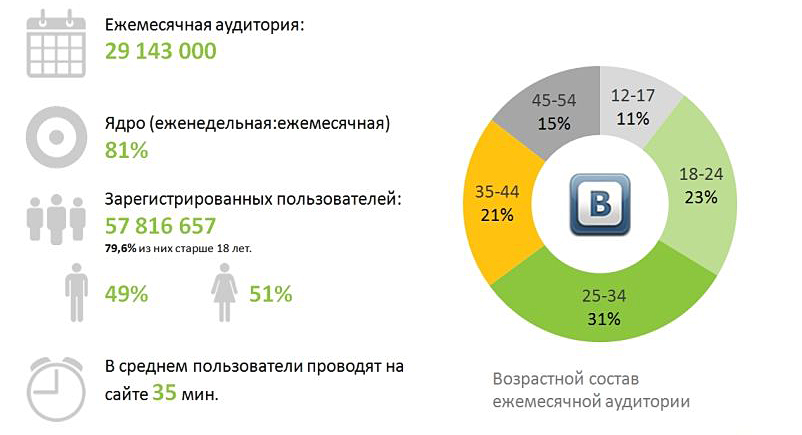 Ежемесячная аудитория:
29 143 000
Ядро (еженедельная:ежемесячная)
81%
Зарегистрированных пользователей:
57 816 657
79,6% из них старше 18 лет.
49%
51%
В среднем пользователи проводят на
сайте 35 мин.
45-54
15%
12-17
11%
18-24
23%
35-44
21%
25-34
31%
В
Возрастной состав
ежемесячной аудитории